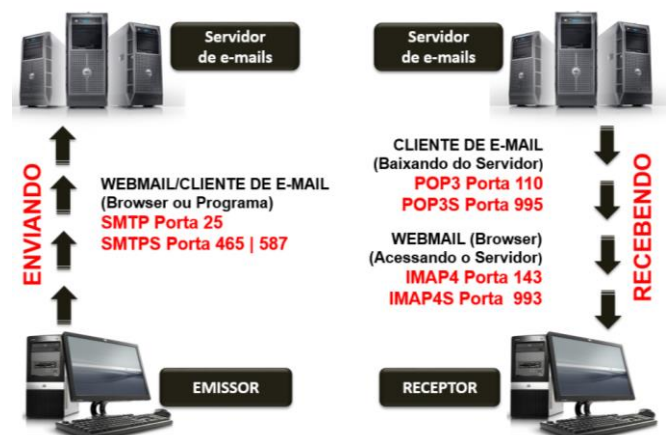 Servidor
de e-mails
Servidor
de e-mails
ENVIANDO
WEBMAIL/CLIENTE DE E-MAIL
(Browser ou Programa)
SMTP Porta 25
SMTPS Porta 465 | 587
CLIENTE DE E-MAIL
(Baixando do Servidor)
POP3 Porta 110
POP3S Porta 995
WEBMAIL (Browser)
(Acessando o Servidor)
IMAP4 Porta 143
IMAP4S Porta 993
RECEBENDO
EMISSOR
RECEPTOR